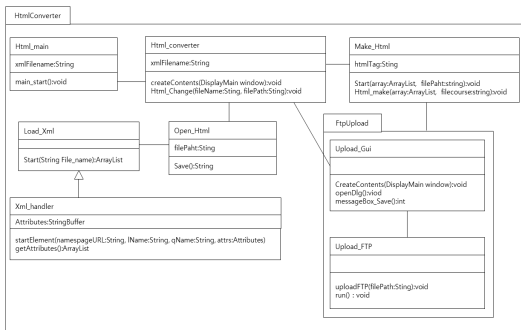 HtmlConverter
Html_main
xmlFilename:String
main_start():void
Html_converter
xmlFilename:String
createContents(DisplayMain window):void
Html_Change(fileName:Sting, filePath:Sting):void
Make_Html
htmlTag:Sting
Start(array:ArrayList, filePaht:string):void
Html_make(array:ArrayList, filecourse:string):void
Load_Xml
Start(String File_name):ArrayList
Open_Html
filePaht:Sting
Save():String
FtpUpload
Upload_Gui
CreateContents(DisplayMain window):void
openDlg():viod
messageBox_Save():int
Xml_handler
Attributes:StringBuffer
startElement(namespageURL:String, lName:String, qName:String, attrs:Attributes)
getAttributes():ArrayList
Upload_FTP
uploadFTP(filePath:Sting):void
run() : void